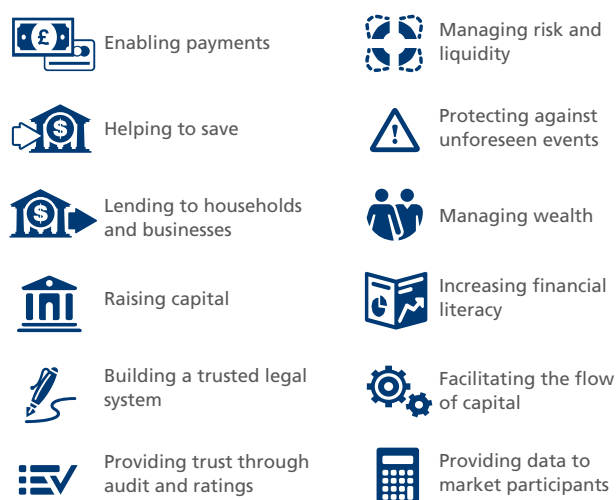 £
Enabling payments
$
Helping to save
$
Lending to households
and businesses
Raising capital
Building a trusted legal
system
Providing trust through
audit and ratings
Managing risk and
liquidity
!
Protecting against
unforeseen events
Managing wealth
Increasing financial
literacy
Facilitating the flow
of capital
Providing data to
market participants